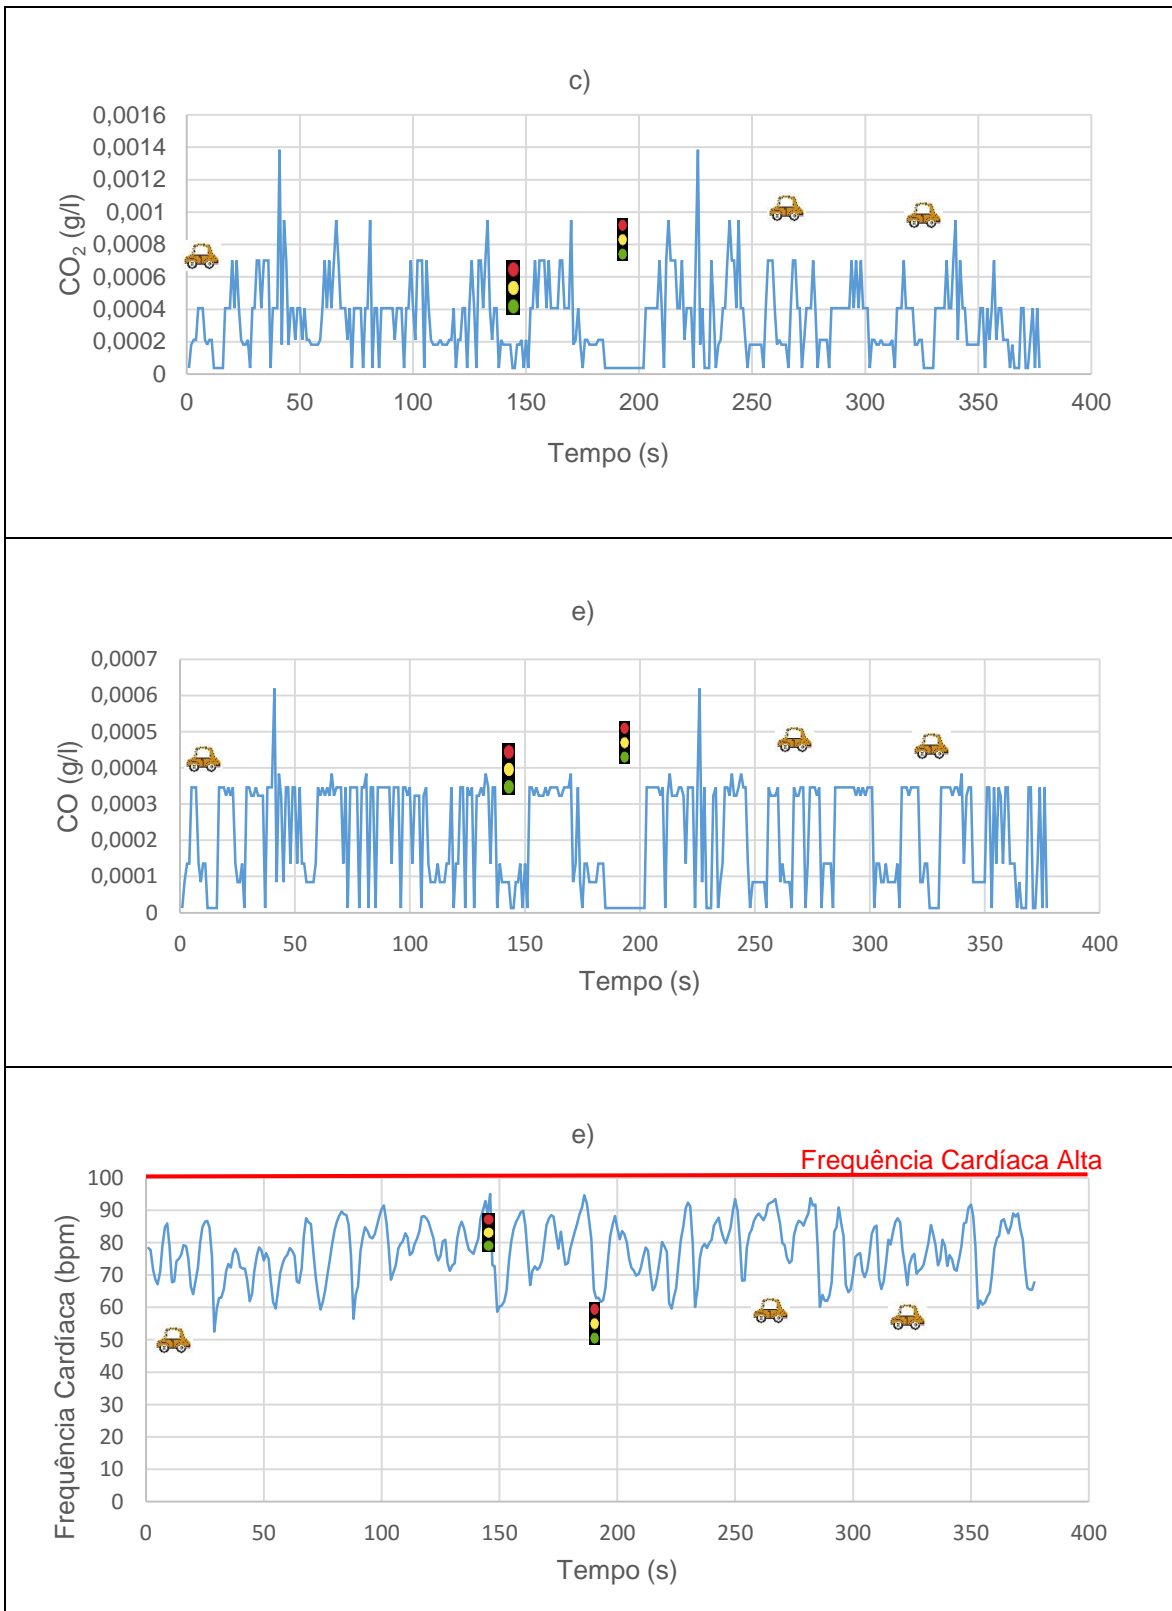 c)
0,0016
0,0014
0,0012
0,001
0,0008
0,0006
0,0004
0,0002
0
CO₂ (g/l)
0 50 100 150 200 250 300 350 400
Tempo (s)
e)
0,0007
0,0006
0,0005
0,0004
0,0003
0,0002
0,0001
0
CO (g/l)
0 50 100 150 200 250 300 350 400
Tempo (s)
e)
Frequência Cardíaca Alta
100
90
80
70
60
50
40
30
20
10
0
Frequência Cardíaca (bpm)
0 50 100 150 200 250 300 350 400
Tempo (s)